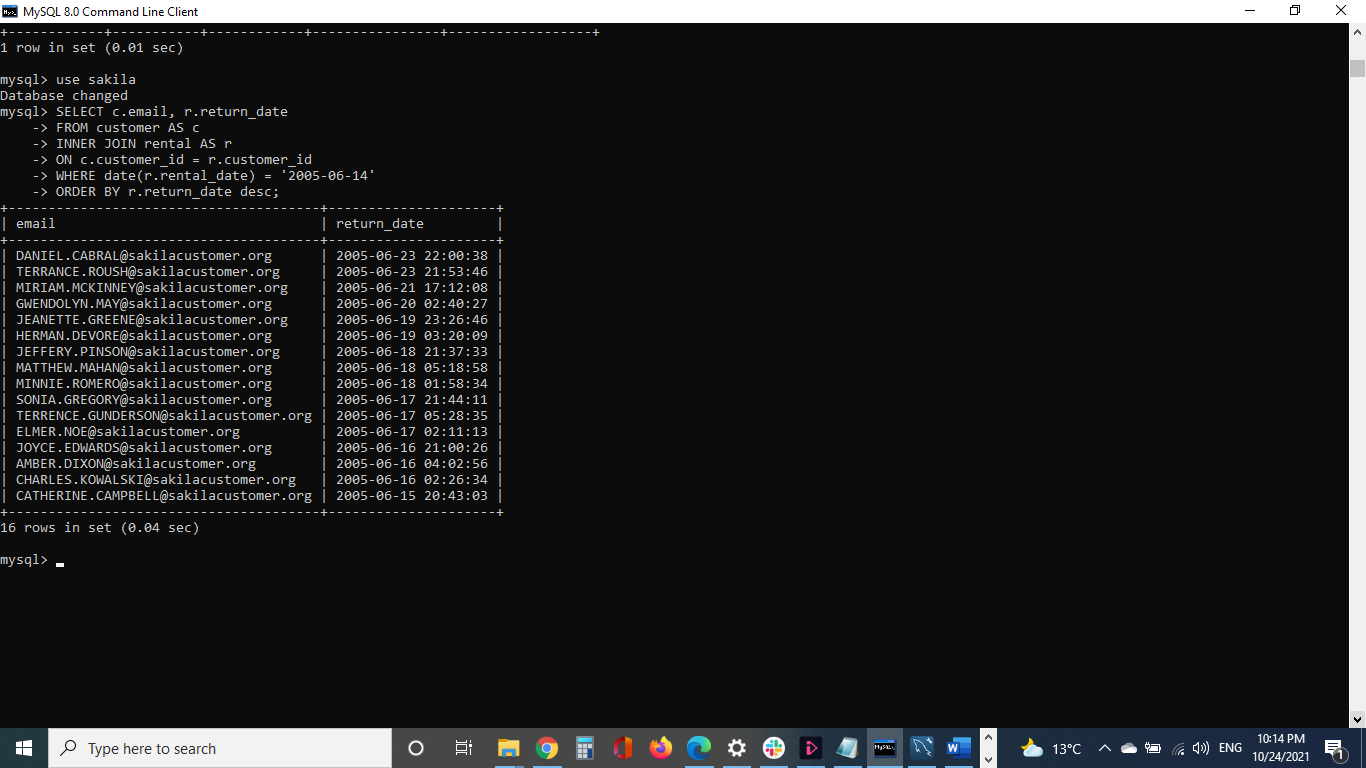 MySQL 8.0 Command Line Client
+------------+-----------+------------+----------------+------------------+
1 row in set (0.01 sec)
mysql> use sakila
Database changed
mysql> SELECT c.email, r.return_date
    -> FROM customer AS c
    -> INNER JOIN rental AS r
    -> ON c.customer_id = r.customer_id
    -> WHERE date(r.rental_date) = '2005-06-14'
    -> ORDER BY r.return_date desc;
+---------------------------------------+---------------------+
| email                                 | return_date         |
+---------------------------------------+---------------------+
| DANIEL.CABRAL@sakilacustomer.org      | 2005-06-23 22:00:38 |
| TERRANCE.ROUSH@sakilacustomer.org     | 2005-06-23 21:53:46 |
| MIRIAM.MCKINNEY@sakilacustomer.org    | 2005-06-21 17:12:08 |
| GWENDOLYN.MAY@sakilacustomer.org      | 2005-06-20 02:40:27 |
| JEANETTE.GREENE@sakilacustomer.org    | 2005-06-19 23:26:46 |
| HERMAN.DEVORE@sakilacustomer.org      | 2005-06-19 03:20:09 |
| JEFFERY.PINSON@sakilacustomer.org     | 2005-06-18 21:37:33 |
| MATTHEW.MAHAN@sakilacustomer.org      | 2005-06-18 05:18:58 |
| MINNIE.ROMERO@sakilacustomer.org      | 2005-06-18 01:58:34 |
| SONIA.GREGORY@sakilacustomer.org      | 2005-06-17 21:44:11 |
| TERRENCE.GUNDERSON@sakilacustomer.org | 2005-06-17 05:28:35 |
| ELMER.NOE@sakilacustomer.org          | 2005-06-17 02:11:13 |
| JOYCE.EDWARDS@sakilacustomer.org      | 2005-06-16 21:00:26 |
| AMBER.DIXON@sakilacustomer.org        | 2005-06-16 04:02:56 |
| CHARLES.KOWALSKI@sakilacustomer.org   | 2005-06-16 02:26:34 |
| CATHERINE.CAMPBELL@sakilacustomer.org | 2005-06-15 20:43:03 |
+---------------------------------------+---------------------+
16 rows in set (0.04 sec)
mysql>
Type here to search
MySQL
13°C
ENG
10:14 PM
10/24/2021
1